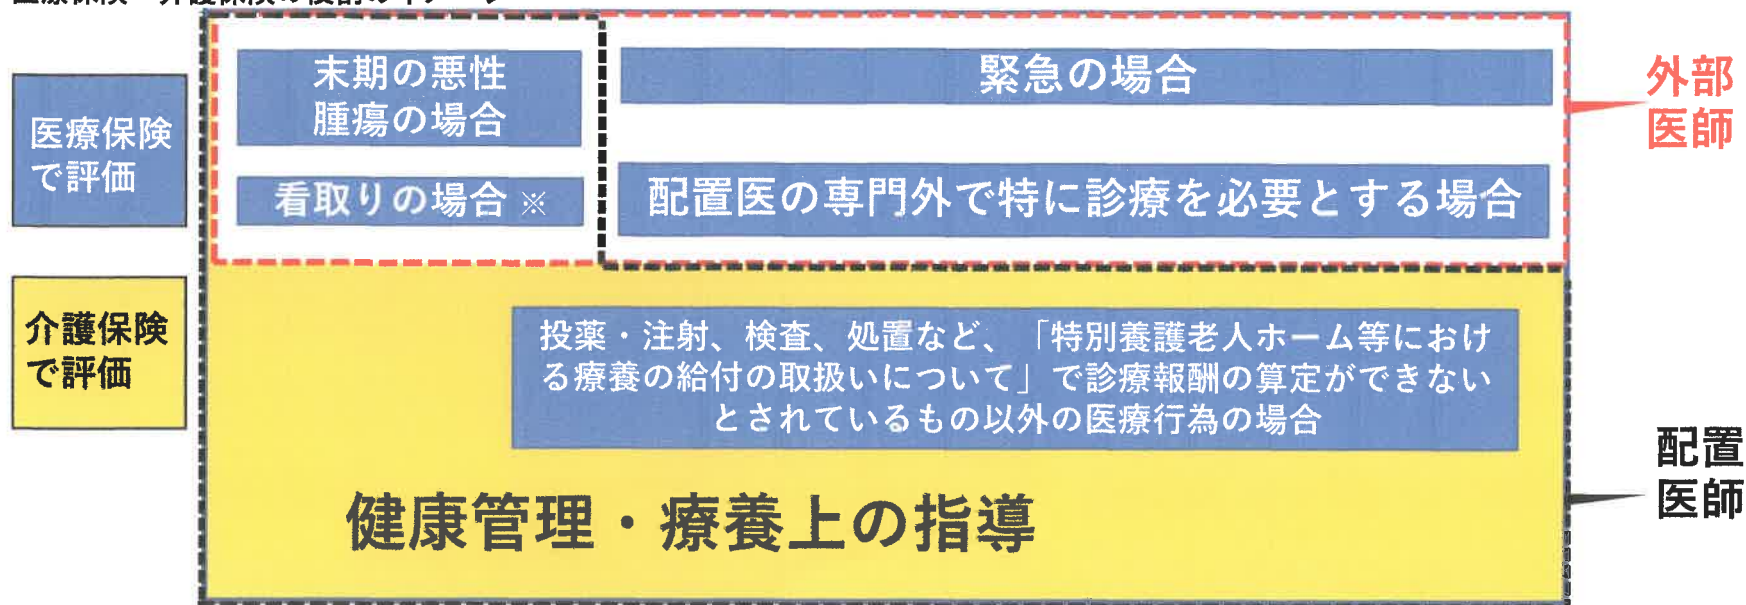 医療保険
で評価
末期の悪性
腫瘍の場合
緊急の場合
看取りの場合 ※
配置医の専門外で特に診療を必要とする場合
外部
医師
介護保険
で評価
投薬・注射、検査、処置など、「特別養護老人ホーム等におけ
る療養の給付の取扱いについて」で診療報酬の算定ができない
とされているもの以外の医療行為の場合
健康管理・療養上の指導
配置
医師